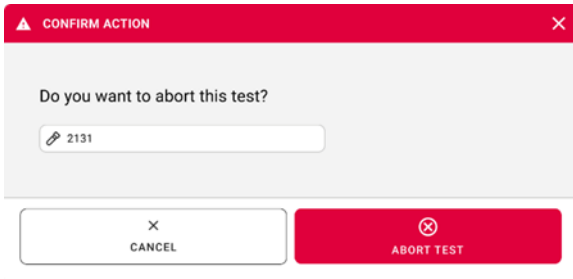 CONFIRM ACTION
Do you want to abort this test?
2131
CANCEL
ABORT TEST